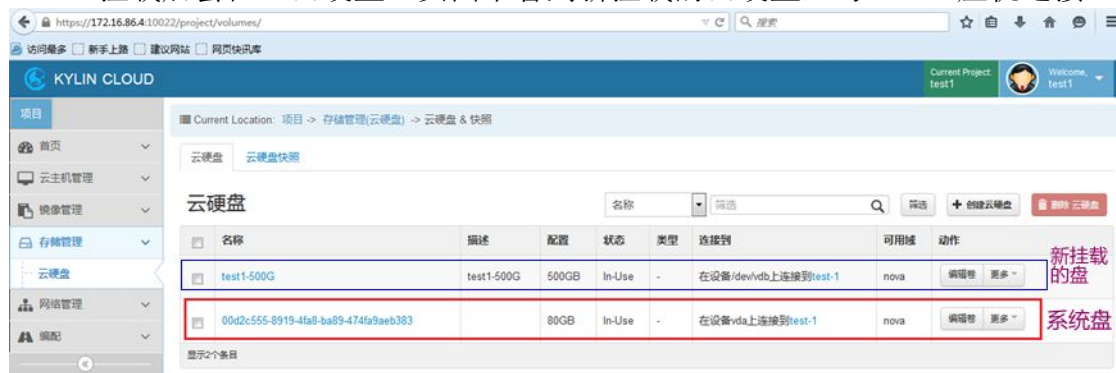 https://172.16.86.4:10022/project/volumes/
搜索
访问最多 新手上路 建议网站 网页快讯库
KYLIN CLOUD
Current Project: test1
Welcome, test1
项目
Current Location: 项目 -> 存储管理(云硬盘) -> 云硬盘 & 快照
首页
云主机管理
镜像管理
存储管理
云硬盘
网络管理
编配
云硬盘 云硬盘快照
云硬盘
名称 筛选 筛选 + 创建云硬盘 删除 云硬盘
名称 描述 配置 状态 类型 连接到 可用域 动作
test1-500G test1-500G 500GB In-Use - 在设备/dev/vdb上连接到test-1 nova 编辑卷 更多
新挂载的盘
00d2c555-8919-4fa8-ba89-474fa9aeb383 80GB In-Use - 在设备vda上连接到test-1 nova 编辑卷 更多
系统盘
显示2个条目